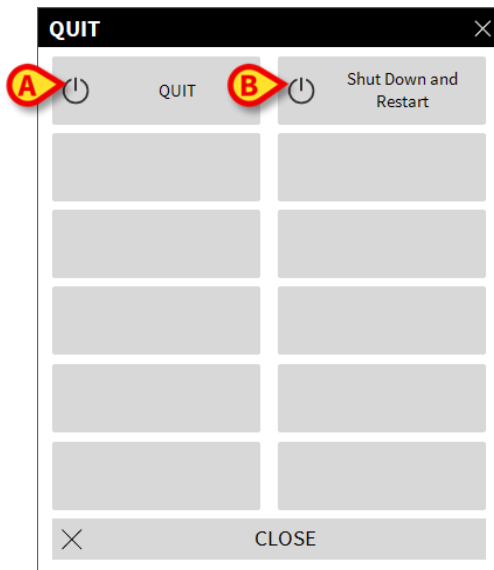 QUIT
A
QUIT
B
Shut Down and
Restart
CLOSE